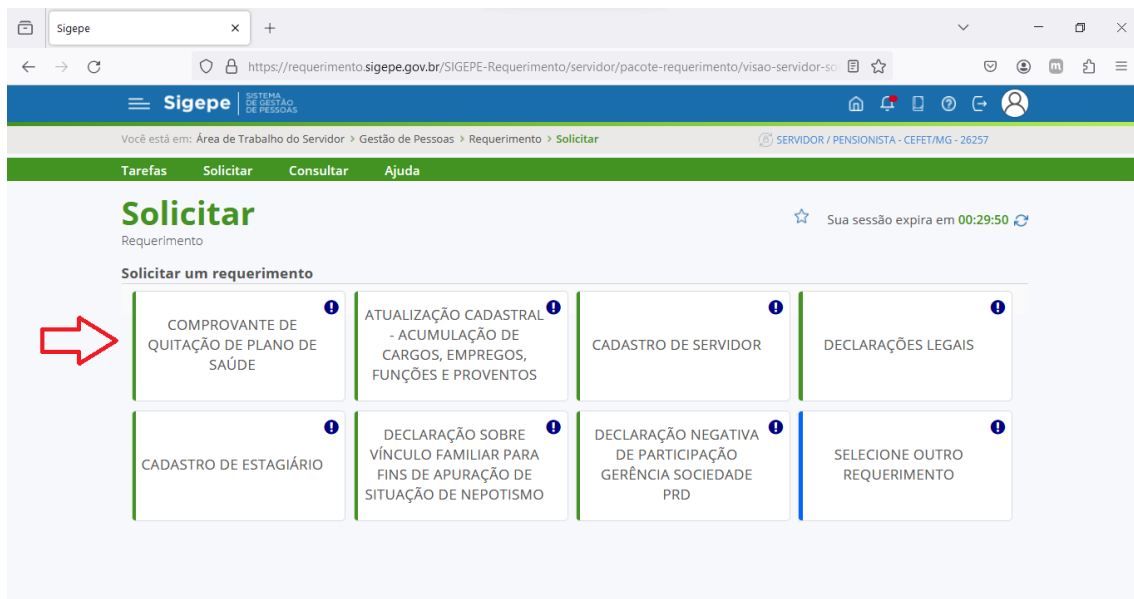 Sigepe
https://requerimento.sigepe.gov.br/SIGEPE-Requerimento/servidor/pacote-requerimento/visao-servidor-so
Sigepe SISTEMA
DE GESTÃO
DE PESSOAS
Você está em: Área de Trabalho do Servidor > Gestão de Pessoas > Requerimento > Solicitar
SERVIDOR / PENSIONISTA - CEFET/MG - 26257
Tarefas Solicitar Consultar Ajuda
Solicitar
Requerimento
Sua sessão expira em 00:29:50
Solicitar um requerimento
COMPROVANTE DE
QUITAÇÃO DE PLANO DE
SAÚDE
ATUALIZAÇÃO CADASTRAL
- ACUMULAÇÃO DE
CARGOS, EMPREGOS,
FUNÇÕES E PROVENTOS
CADASTRO DE SERVIDOR
DECLARAÇÕES LEGAIS
CADASTRO DE ESTAGIÁRIO
DECLARAÇÃO SOBRE
VÍNCULO FAMILIAR PARA
FINS DE APURAÇÃO DE
SITUAÇÃO DE NEPOTISMO
DECLARAÇÃO NEGATIVA
DE PARTICIPAÇÃO
GERÊNCIA SOCIEDADE
PRD
SELECIONE OUTRO
REQUERIMENTO